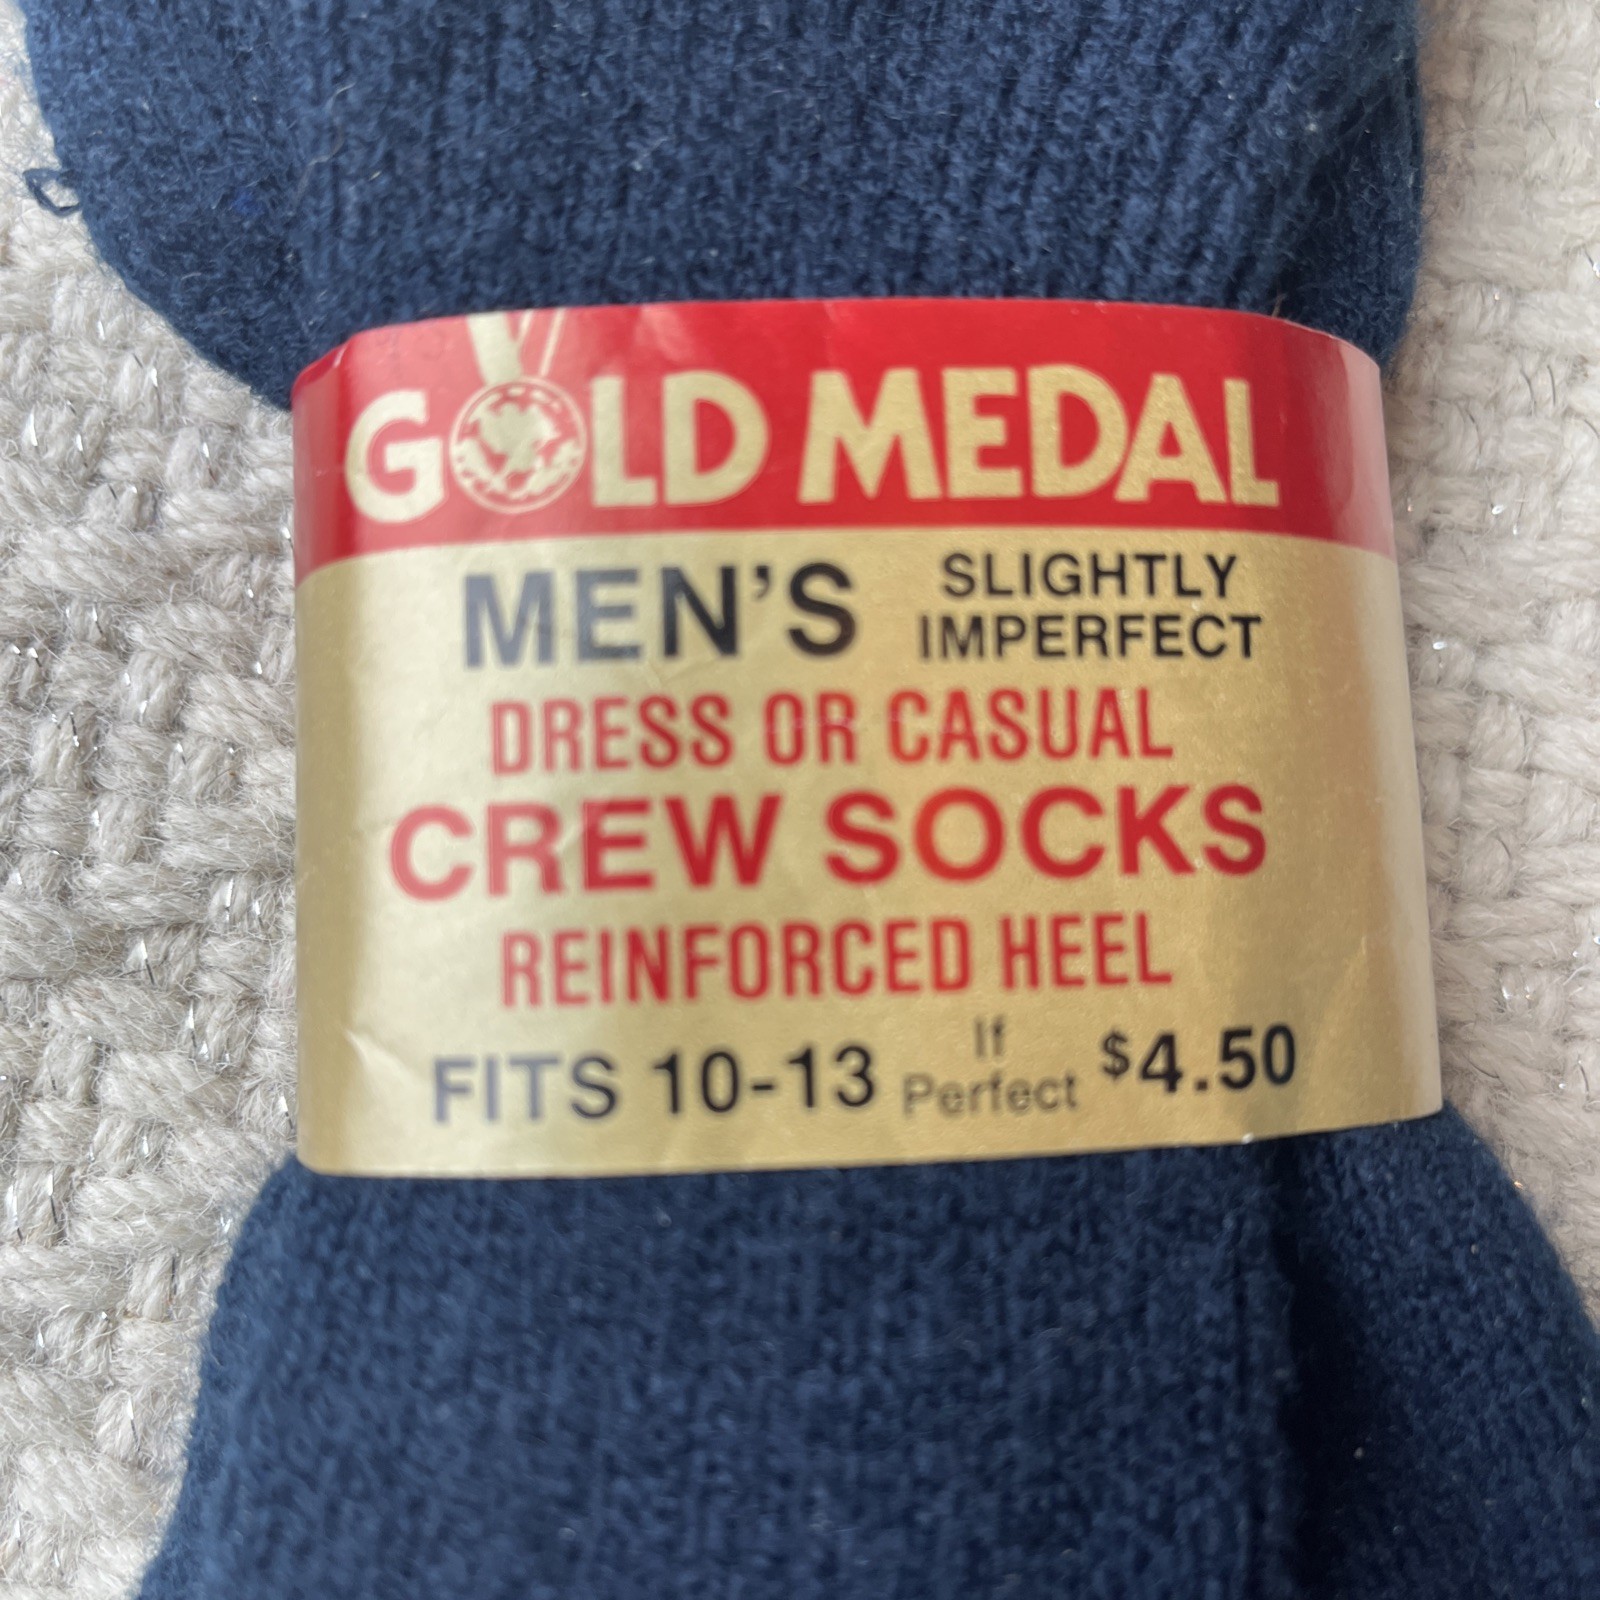 GOLD MEDAL
MEN'S SLIGHTLY IMPERFECT
DRESS OR CASUAL
CREW SOCKS
REINFORCED HEEL
FITS 10-13 If Perfect $4.50